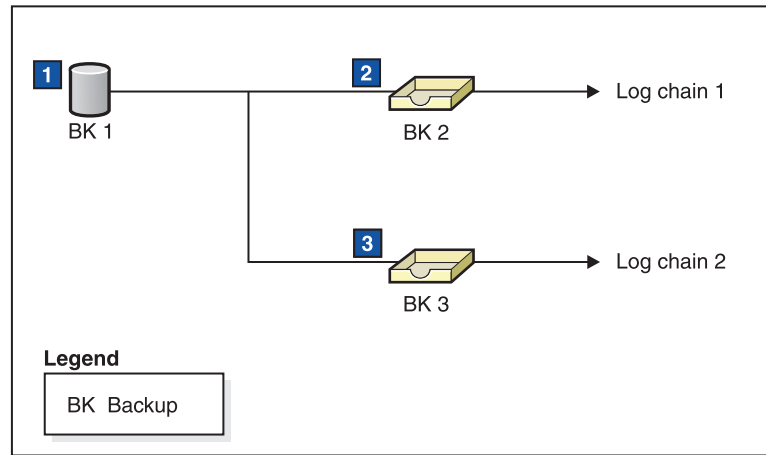 1
BK 1
2
BK 2
Log chain 1
3
BK 3
Log chain 2
Legend
BK Backup